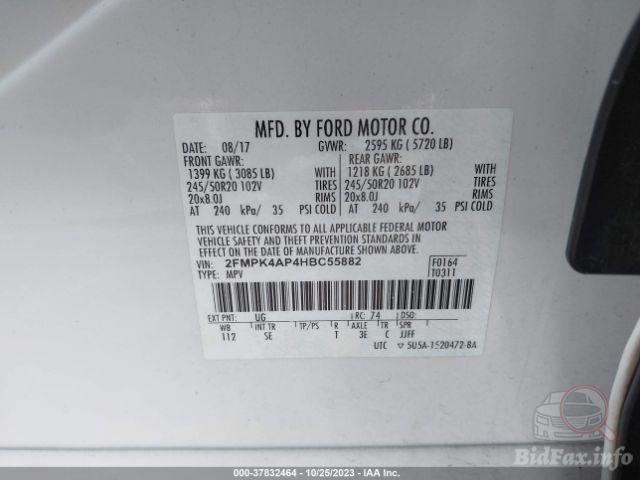 MFD. BY FORD MOTOR CO.
DATE: 08/17 GVWR: 2595 KG ( 5720 LB)
FRONT GAWR: REAR GAWR:
1399 KG ( 3085 LB) WITH 1218 KG ( 2685 LB) WITH
245/50R20 102V TIRES 245/50R20 102V TIRES
20x8.0J RIMS 20x8.0J RIMS
AT 240 kPa/ 35 PSI COLD AT 240 kPa/ 35 PSI COLD
THIS VEHICLE CONFORMS TO ALL APPLICABLE FEDERAL MOTOR
VEHICLE SAFETY AND THEFT PREVENTION STANDARDS IN
EFFECT ON THE DATE OF MANUFACTURE SHOWN ABOVE.
VIN: 2FMPK4AP4HBC55882 F0164
TYPE: MPV T0311
EXT PNT: UG RC: 74 DSO:
WB INT TR TP/PS R AXLE TR SPR
112 SE T 3E C JJFF
UTC ▽ 5USA-1520472-BA
000-37832464 - 10/25/2023 - IAA Inc.
BidFax.info